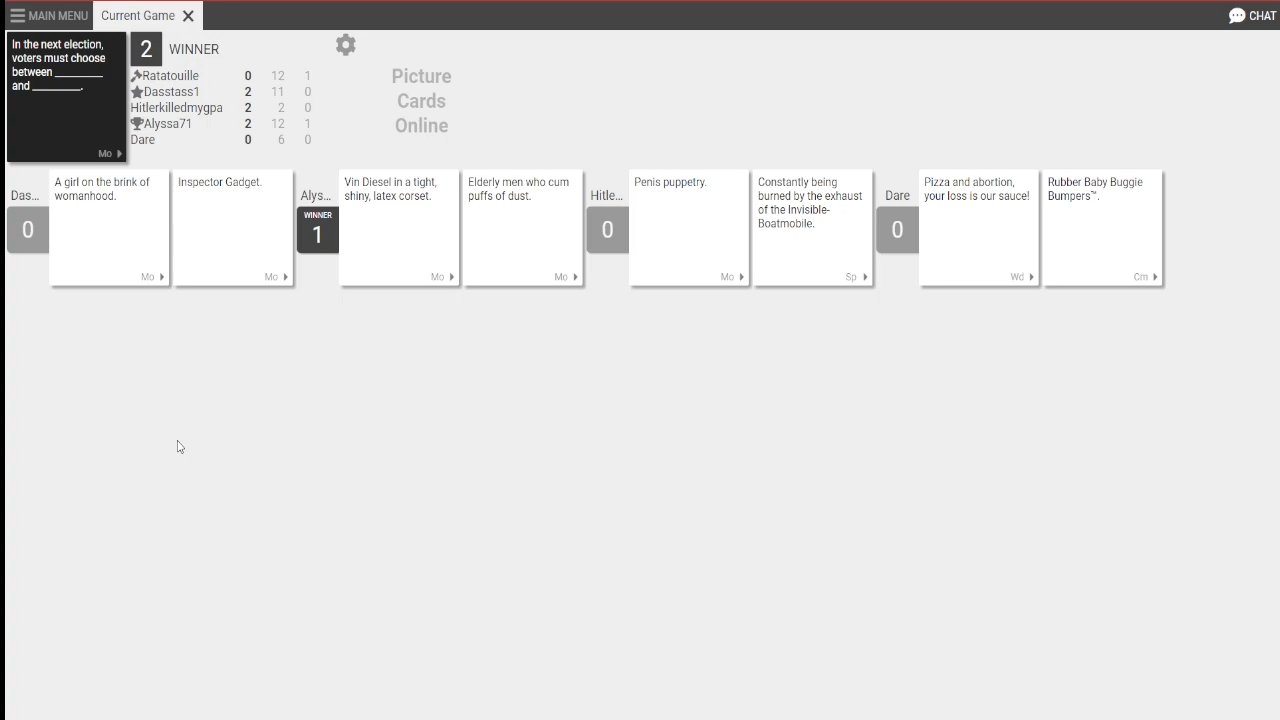 MAIN MENU
Current Game
CHAT
In the next election,
voters must choose
between _________
and _________.
Mo
2
WINNER
Ratatouille 0 12 1
Dasstass1 2 11 0
Hitlerkilledmygpa 2 2 0
Alyssa71 2 12 1
Dare 0 6 0
Picture
Cards
Online
Das...
0
A girl on the brink of
womanhood.
Mo
Inspector Gadget.
Mo
Alys...
WINNER
1
Vin Diesel in a tight,
shiny, latex corset.
Mo
Elderly men who cum
puffs of dust.
Mo
Hitle...
0
Penis puppetry.
Mo
Constantly being
burned by the exhaust
of the Invisible-
Boatmobile.
Sp
Dare
0
Pizza and abortion,
your loss is our sauce!
Wd
Rubber Baby Buggie
Bumpers™.
Cm